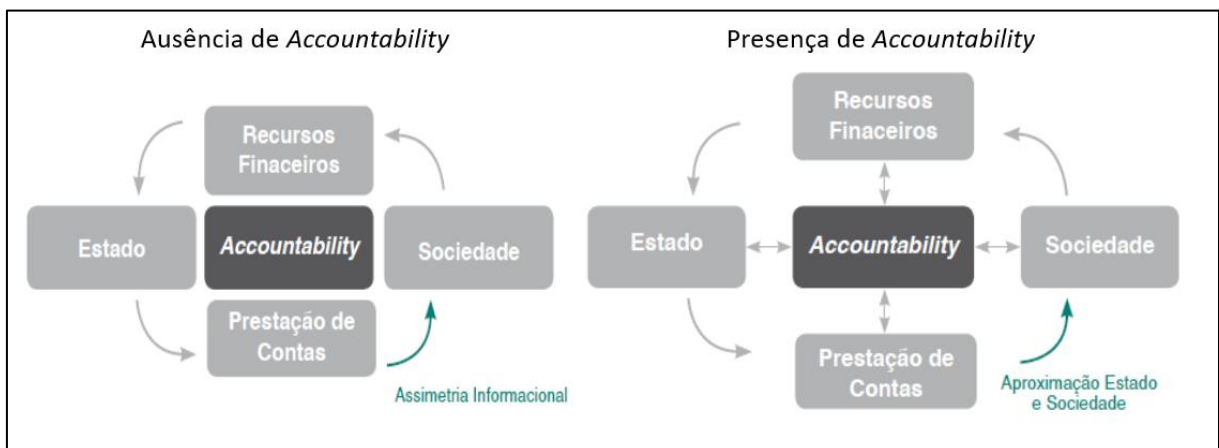 Ausência de Accountability
Recursos
Finaceiros
Estado
Accountability
Sociedade
Prestação de
Contas
Assimetria Informacional
Presença de Accountability
Recursos
Finaceiros
Estado
Accountability
Sociedade
Prestação de
Contas
Aproximação Estado
e Sociedade